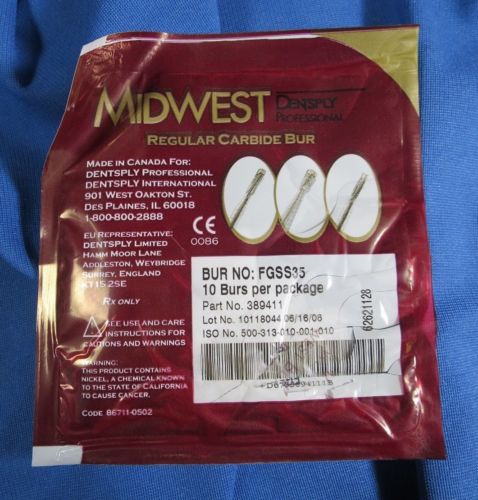 MIDWEST
DENTSPLY
PROFESSIONAL
REGULAR CARBIDE BUR
MADE IN CANADA FOR:
DENTSPLY PROFESSIONAL
DENTSPLY INTERNATIONAL
901 WEST OAKTON ST.
DES PLAINES, IL 60018
1-800-800-2888
CE
0086
EU REPRESENTATIVE:
DENTSPLY LIMITED
HAMM MOOR LANE
ADDLESTON, WEYBRIDGE
SURREY, ENGLAND
KT15 2SE
RX ONLY
SEE USE AND CARE
INSTRUCTIONS FOR
CAUTIONS AND WARNINGS
WARNING:
THIS PRODUCT CONTAINS
NICKEL, A CHEMICAL KNOWN
TO THE STATE OF CALIFORNIA
TO CAUSE CANCER.
CODE 86711-0502
BUR NO: FGSS35
10 Burs per package
Part No. 389411
Lot No. 10118044 06/16/06
ISO No. 500-313-010-001-010
62621128